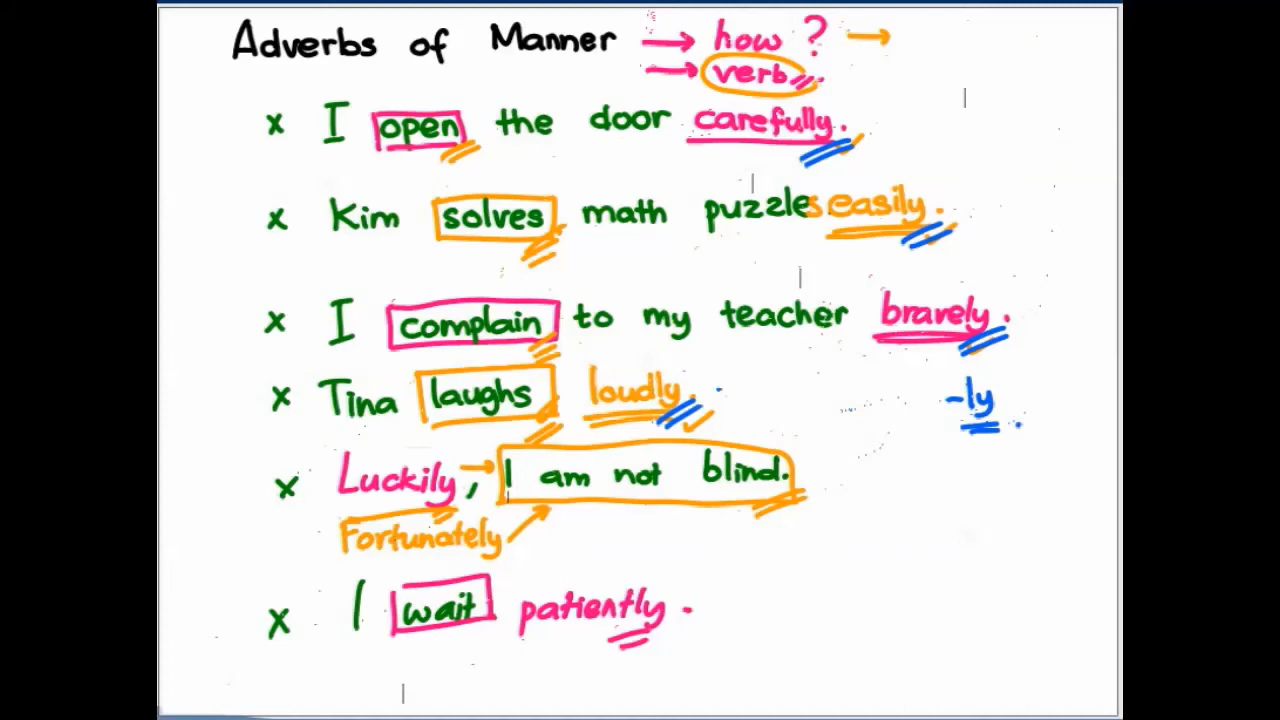 Adverbs of Manner → how ? →
→ verb
x I open the door carefully.
x Kim solves math puzzles easily.
x I complain to my teacher bravely.
x Tina laughs loudly.
-ly
x Luckily, → I am not blind.
Fortunately
x I wait patiently.